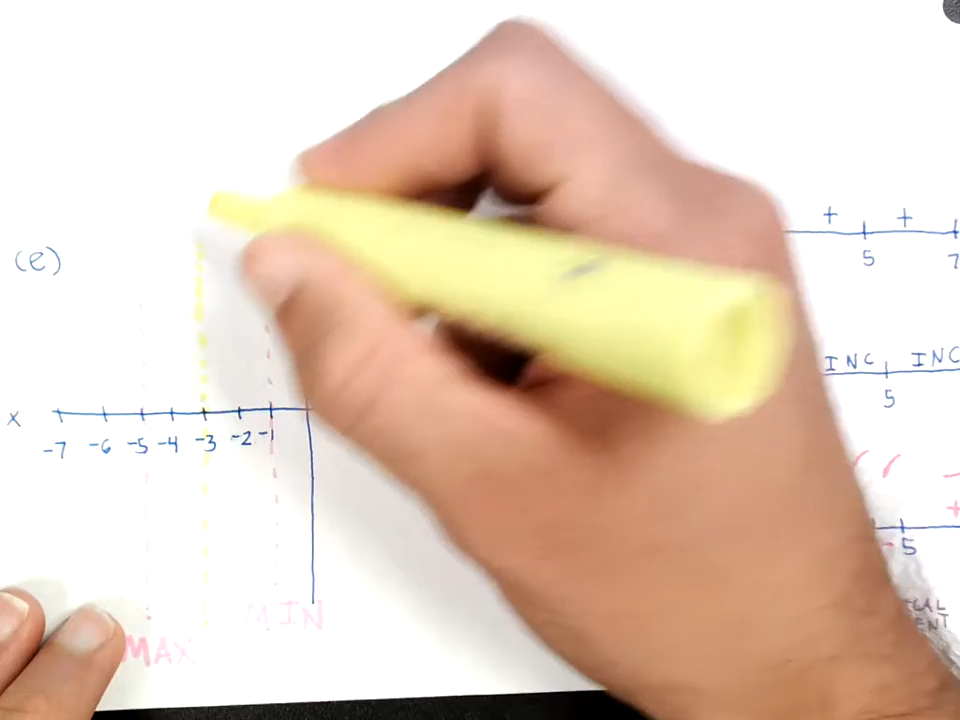 + +
5 7
(e)
INC INC
5
X
-7 -6 -5 -4 -3 -2 -1
- +
- 5
MIN
MAX